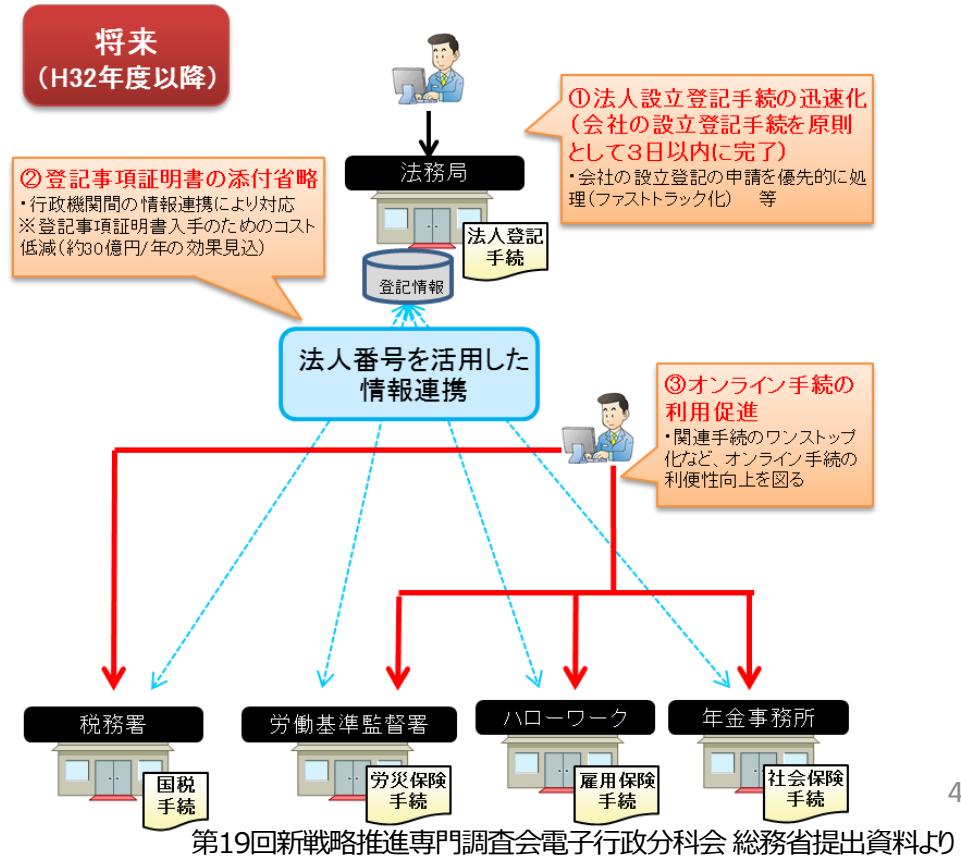 将来
(H32年度以降)
①法人設立登記手続の迅速化
(会社の設立登記手続を原則
として3日以内に完了)
・会社の設立登記の申請を優先的に処
理(ファストトラック化)　等
②登記事項証明書の添付省略
・行政機関間の情報連携により対応
※登記事項証明書入手のためのコスト
低減(約30億円/年の効果見込)
法務局
法人登記
手続
登記情報
法人番号を活用した
情報連携
③オンライン手続の
利用促進
・関連手続のワンストップ
化など、オンライン手続の
利便性向上を図る
税務署
国税
手続
労働基準監督署
労災保険
手続
ハローワーク
雇用保険
手続
年金事務所
社会保険
手続
4
第19回新戦略推進専門調査会電子行政分科会 総務省提出資料より